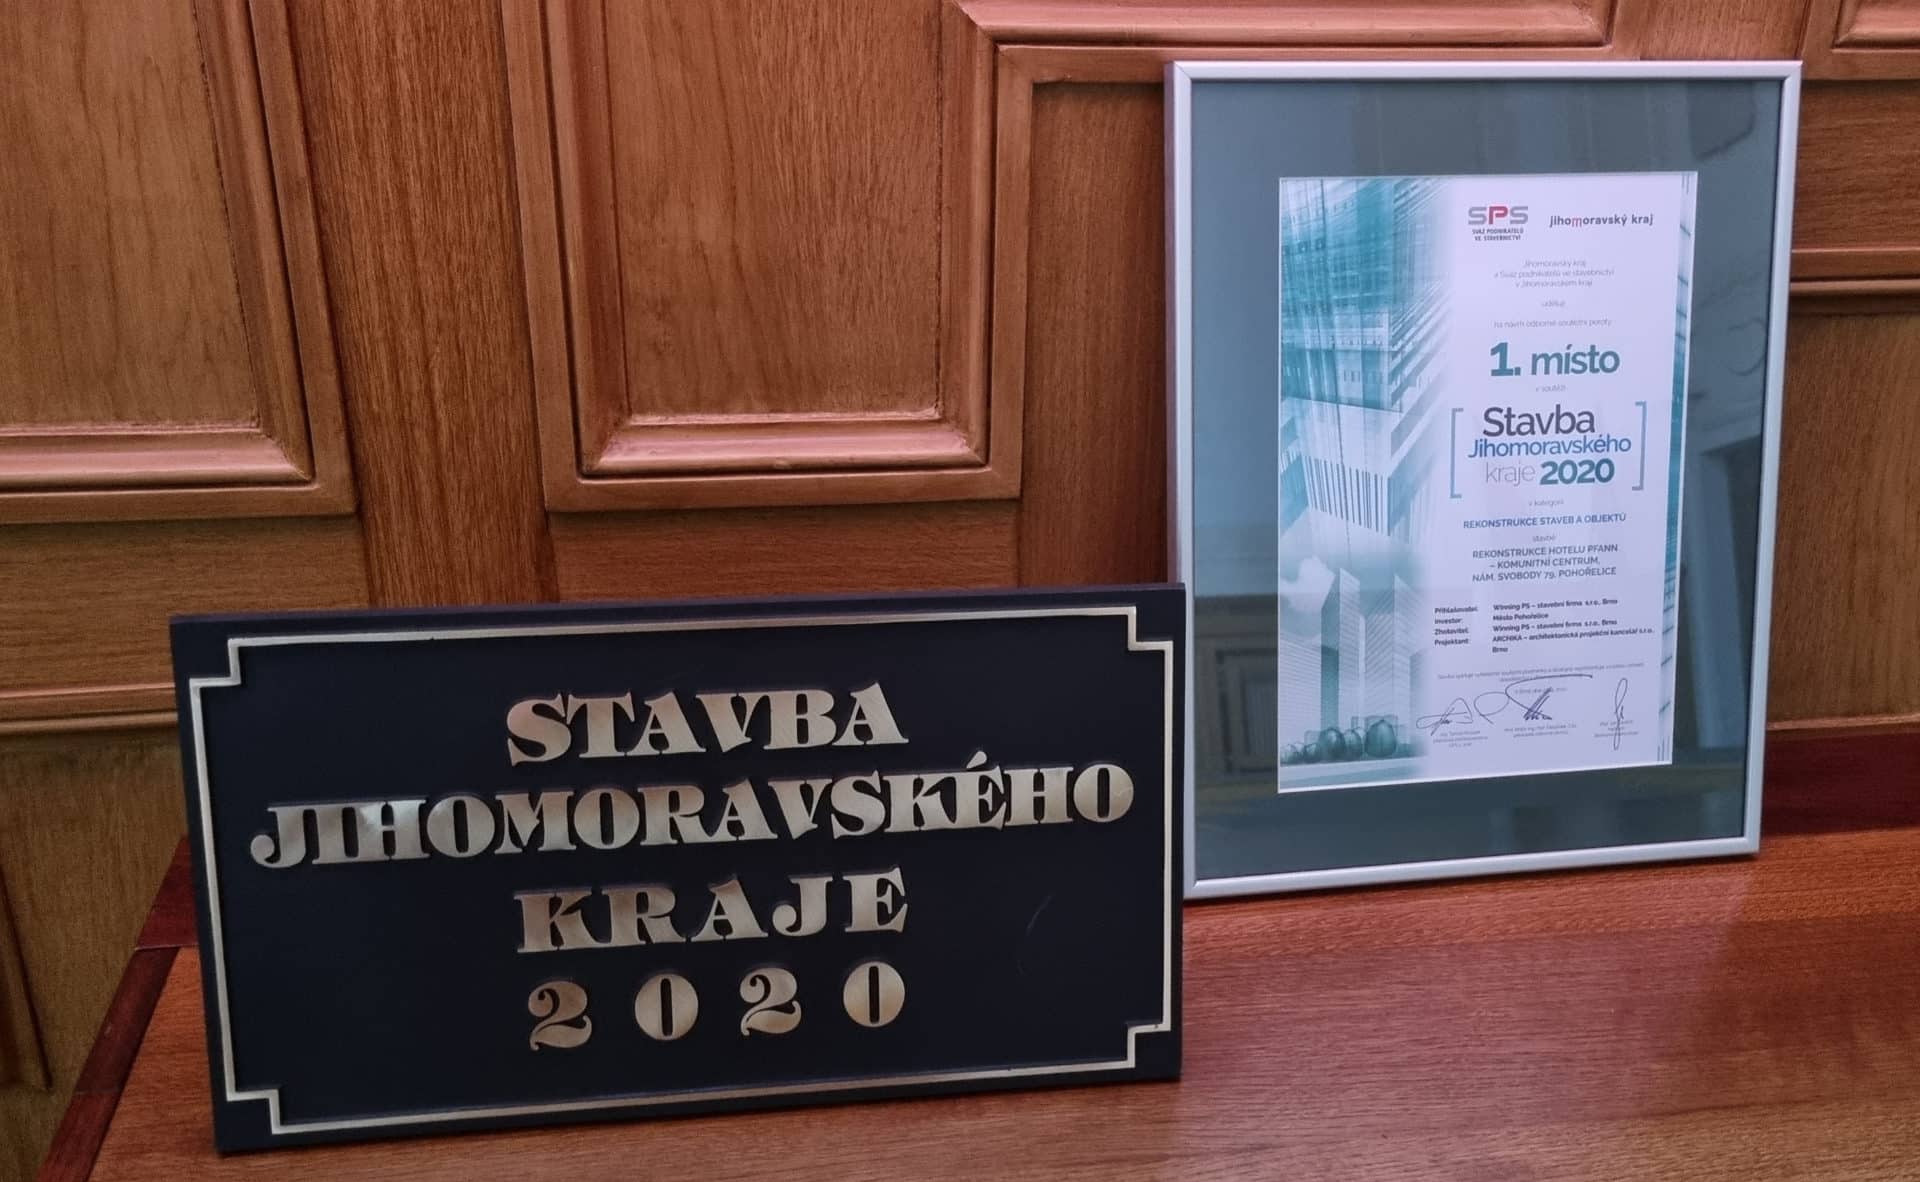 STAVBA
JIHOMORAVSKÉHO
KRAJE
2020
SPS
SVAZ PODNIKATELŮ
VE STAVEBNICTVÍ
jihomoravský kraj
Jihomoravský kraj
a Svaz podnikatelů ve stavebnictví
v Jihomoravském kraji
udělují
na návrh odborné soutěžní poroty
1. místo
v soutěži
Stavba
Jihomoravského
kraje 2020
v kategorii
REKONSTRUKCE STAVEB A OBJEKTŮ
stavbě
REKONSTRUKCE HOTELU PFANN
– KOMUNITNÍ CENTRUM,
NÁM. SVOBODY 79, POHOŘELICE
Přihlašovatel: Winning PS – stavební firma s.r.o., Brno
Investor: Město Pohořelice
Zhotovitel: Winning PS – stavební firma s.r.o., Brno
Projektant: ARCHIKA – architektonická projekční kancelář s.r.o.,
Brno